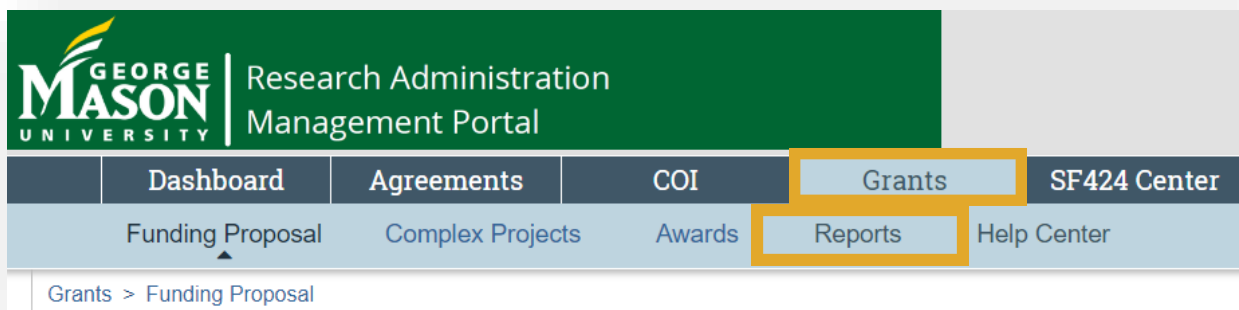 GEORGE
MASON
UNIVERSITY
Research Administration
Management Portal
Dashboard Agreements COI Grants SF424 Center
Funding Proposal Complex Projects Awards Reports Help Center
Grants > Funding Proposal